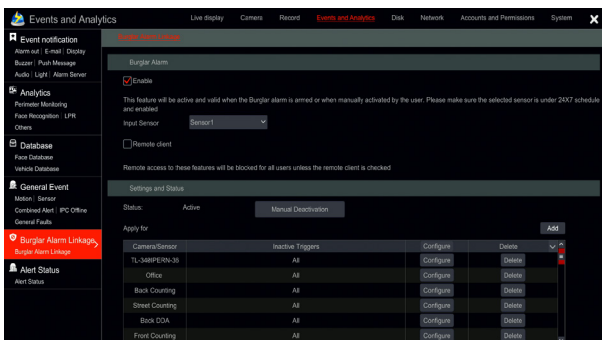 Events and Analytics
Live display Camera Record Events and Analytics Disk Network Accounts and Permissions System X
Event notification
Alarm out | E-mail | Display
Buzzer | Push Message
Audio | Light | Alarm Server
Analytics
Perimeter Monitoring
Face Recognition | LPR
Others
Database
Face Database
Vehicle Database
General Event
Motion | Sensor
Combined Alert | IPC Offline
General Faults
Burglar Alarm Linkage
Burglar Alarm Linkage
Alert Status
Alert Status
Burglar Alarm Linkage
Burglar Alarm
Enable
This feature will be active and valid when the Burglar alarm is armed or when manually activated by the user. Please make sure the selected sensor is under 24X7 schedule
and enabled
Input Sensor Sensor1
Remote client
Remote access to these features will be blocked for all users unless the remote client is checked
Settings and Status
Status: Active Manual Deactivation
Apply for Add
Camera/Sensor Inactive Triggers Configure Delete
All Configure Delete
Office All Configure Delete
Back Counting All Configure Delete
Street Counting All Configure Delete
Back DDA All Configure Delete
Front Counting All Configure Delete